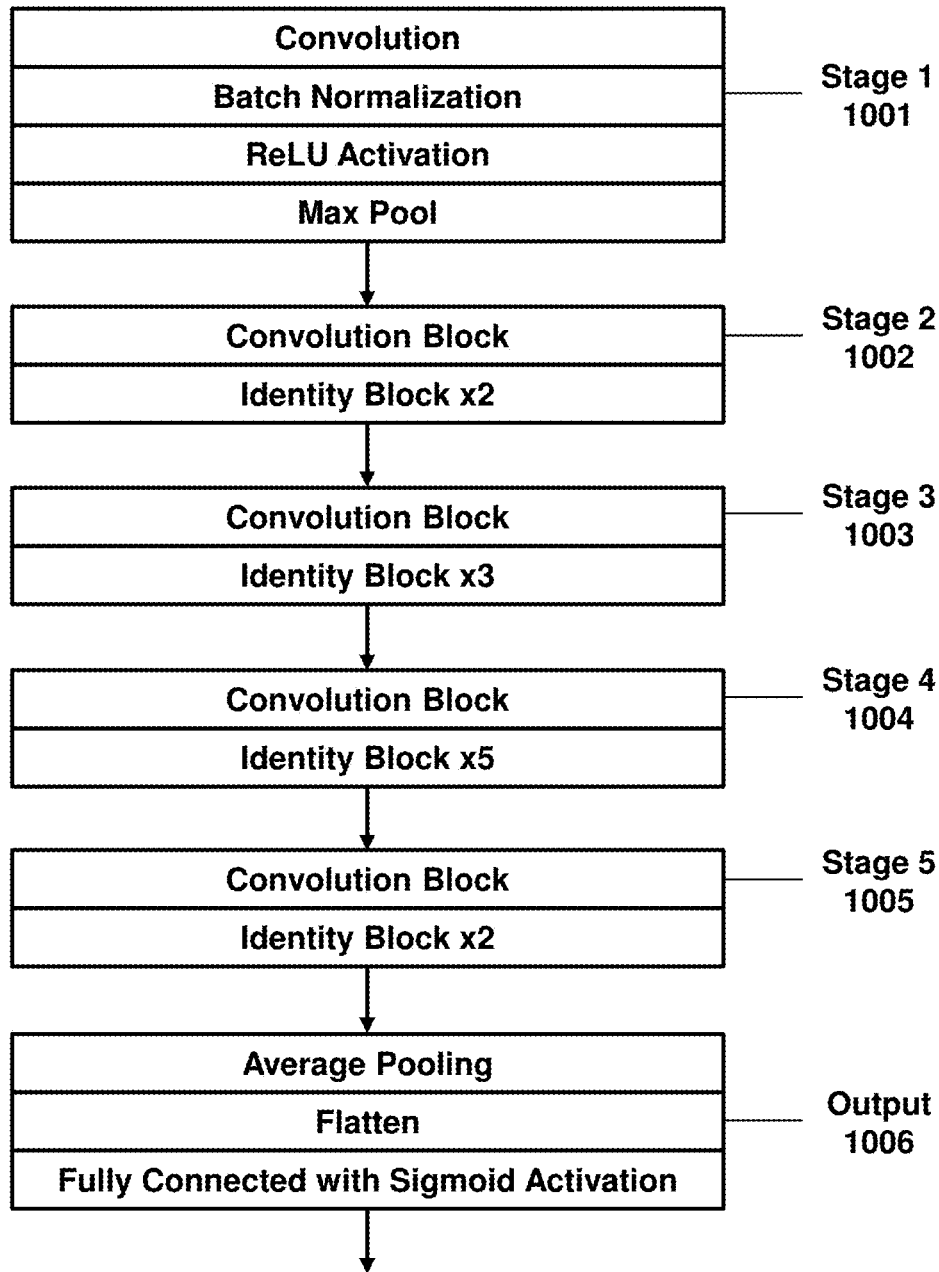 Convolution
Batch Normalization
ReLU Activation
Max Pool
Stage 1
1001
Convolution Block
Identity Block x2
Stage 2
1002
Convolution Block
Identity Block x3
Stage 3
1003
Convolution Block
Identity Block x5
Stage 4
1004
Convolution Block
Identity Block x2
Stage 5
1005
Average Pooling
Flatten
Fully Connected with Sigmoid Activation
Output
1006